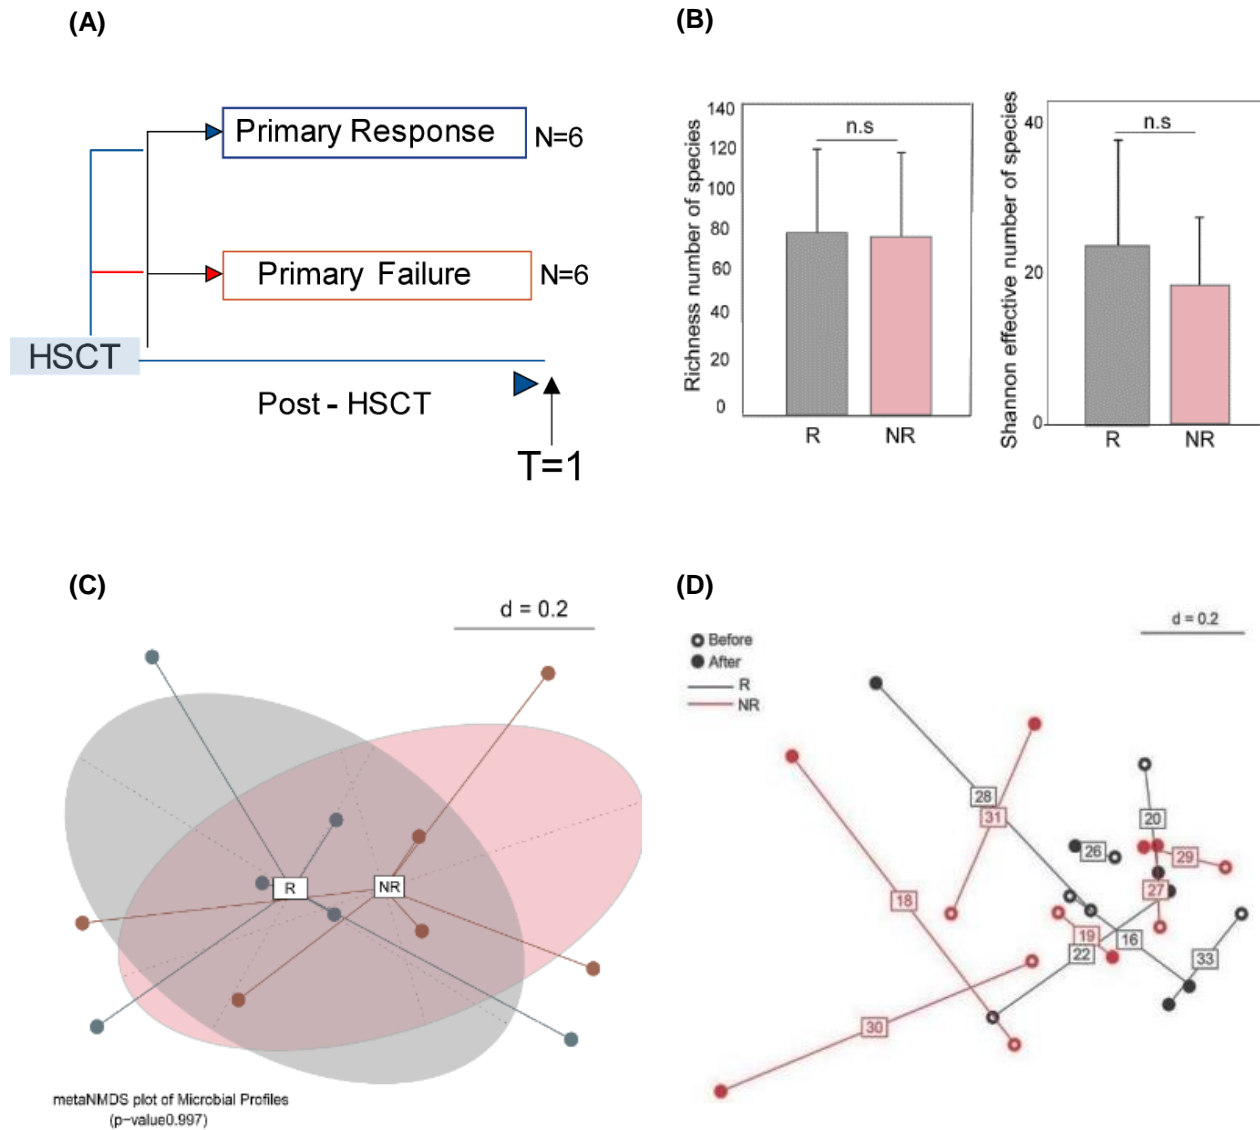 (A)
Primary Response
N=6
Primary Failure
N=6
HSCT
Post - HSCT
T=1
(B)
Richness number of species
140
120
100
80
60
40
20
0
n.s
R
NR
Shannon effective number of species
40
20
0
n.s
R
NR
(C)
d = 0.2
R
NR
metaNMDS plot of Microbial Profiles
(p-value0.997)
(D)
d = 0.2
Before
After
R
NR
28
31
20
26
29
27
18
19
16
22
33
30